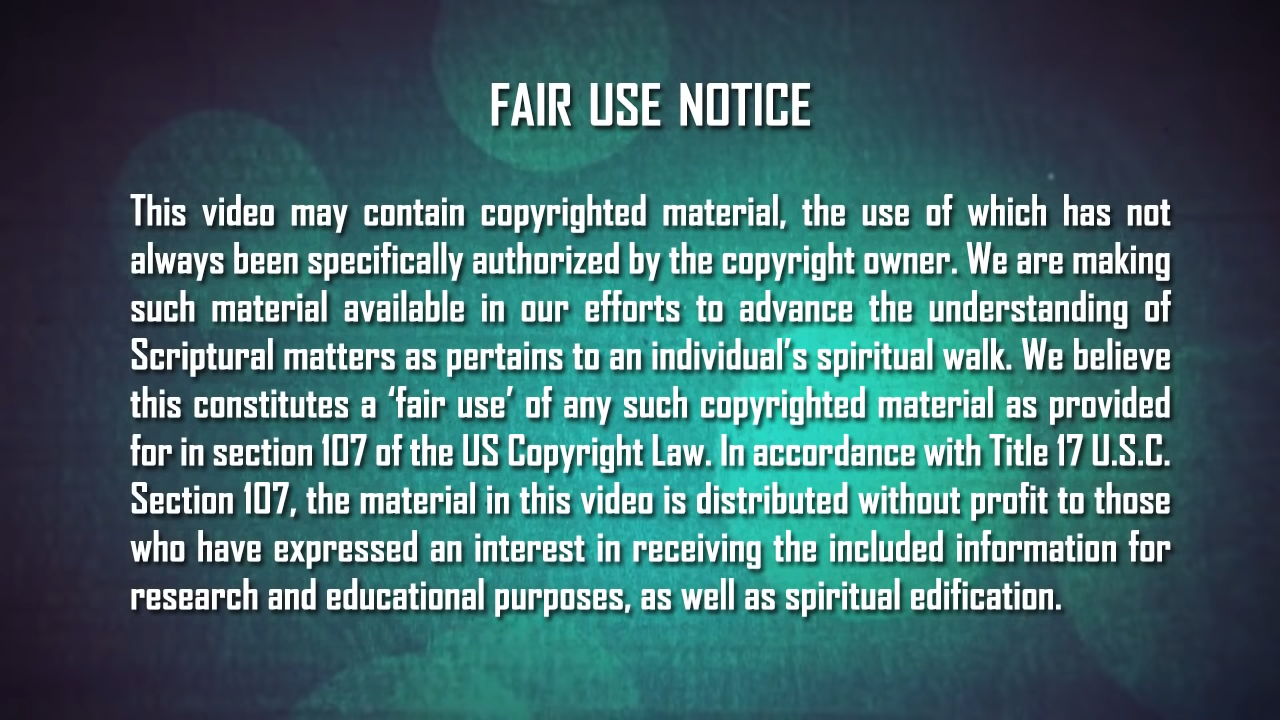 FAIR USE NOTICE
This video may contain copyrighted material, the use of which has not
always been specifically authorized by the copyright owner. We are making
such material available in our efforts to advance the understanding of
Scriptural matters as pertains to an individual’s spiritual walk. We believe
this constitutes a ‘fair use’ of any such copyrighted material as provided
for in section 107 of the US Copyright Law. In accordance with Title 17 U.S.C.
Section 107, the material in this video is distributed without profit to those
who have expressed an interest in receiving the included information for
research and educational purposes, as well as spiritual edification.